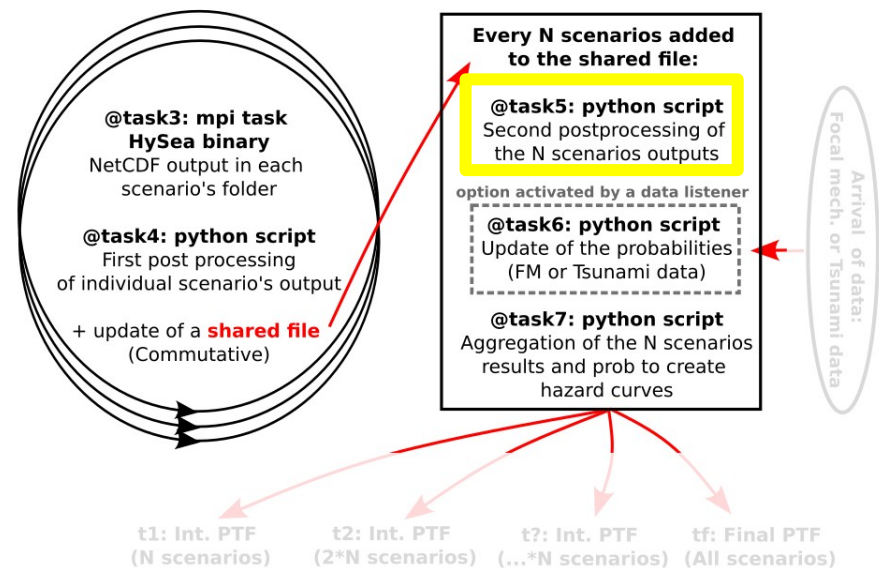 @task3: mpi task
HySea binary
NetCDF output in each
scenario's folder
@task4: python script
First post processing
of individual scenario's output
+ update of a shared file
(Commutative)
Every N scenarios added
to the shared file:
@task5: python script
Second postprocessing of
the N scenarios outputs
option activated by a data listener
@task6: python script
Update of the probabilities
(FM or Tsunami data)
@task7: python script
Aggregation of the N scenarios
results and prob to create
hazard curves
Arrival of data:
Focal mech. or Tsunami data
t1: Int. PTF
(N scenarios)
t2: Int. PTF
(2*N scenarios)
t?: Int. PTF
(...*N scenarios)
tf: Final PTF
(All scenarios)